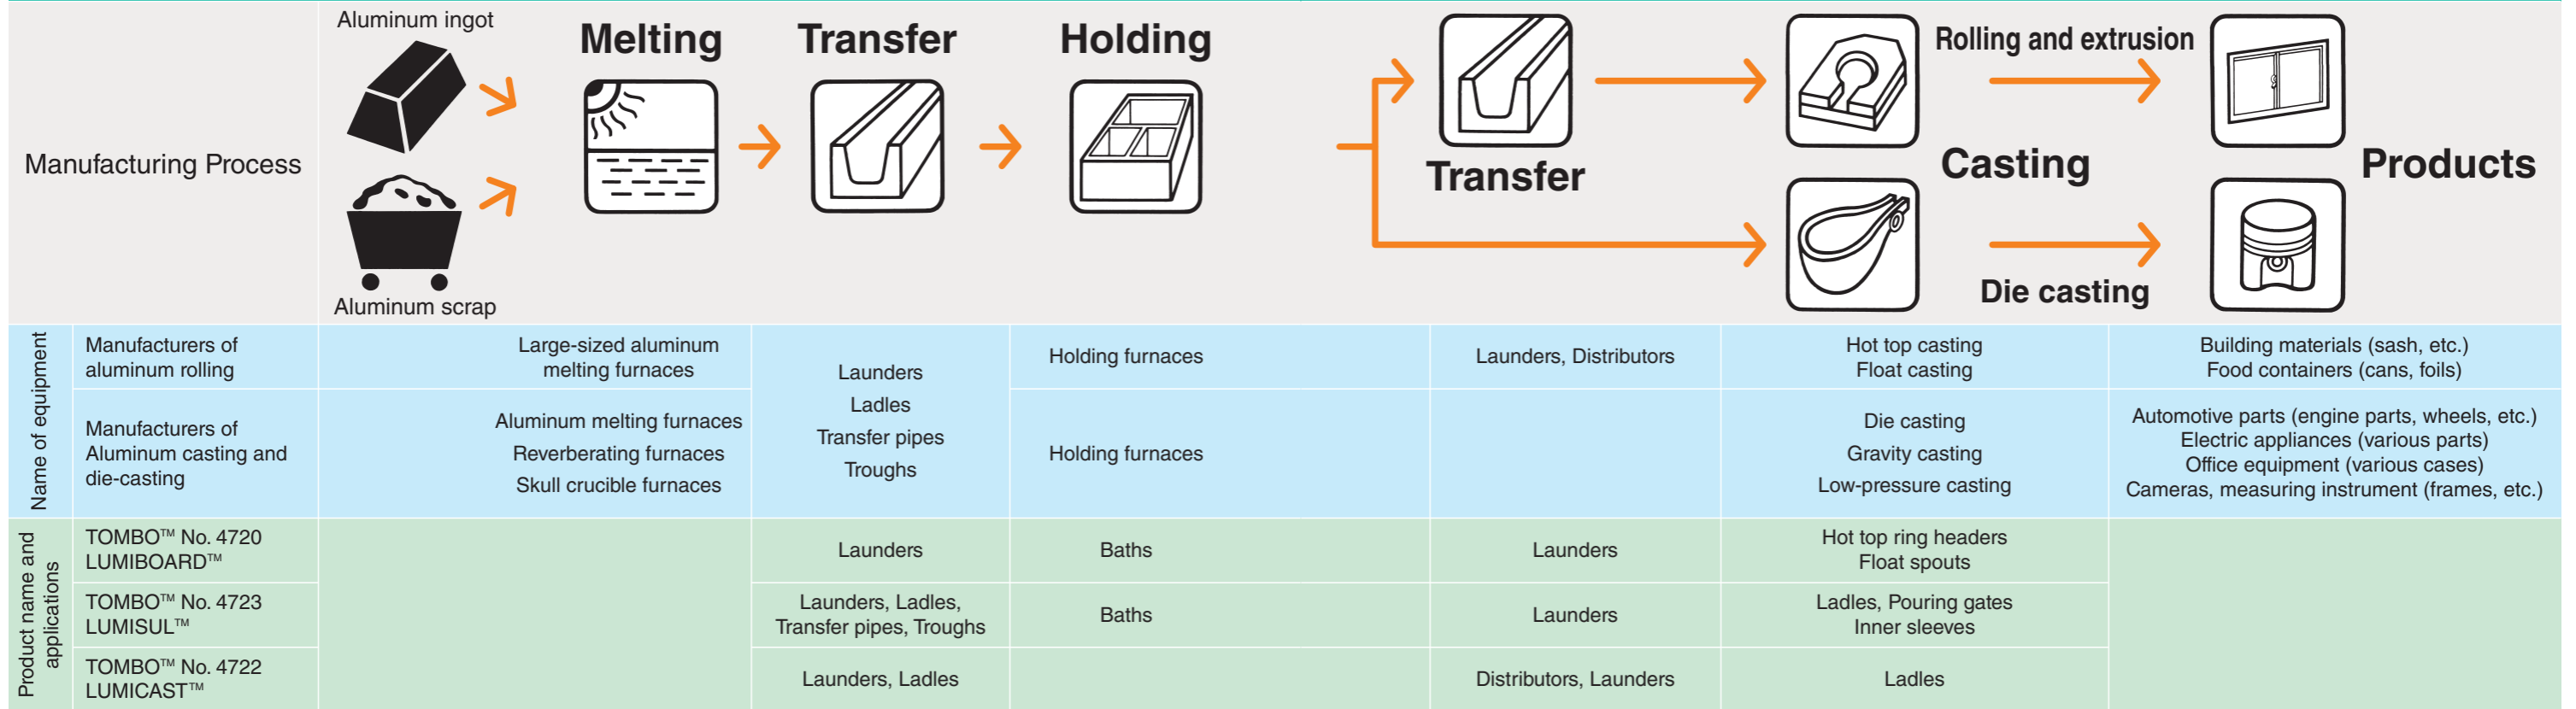 Aluminum ingot
Melting
Transfer
Holding
Rolling and extrusion
Manufacturing Process
Transfer
Casting
Products
Die casting
Aluminum scrap
Name of equipment
Manufacturers of
aluminum rolling
Large-sized aluminum
melting furnaces
Launders
Ladles
Transfer pipes
Troughs
Holding furnaces
Launders, Distributors
Hot top casting
Float casting
Building materials (sash, etc.)
Food containers (cans, foils)
Manufacturers of
Aluminum casting and
die-casting
Aluminum melting furnaces
Reverberating furnaces
Skull crucible furnaces
Holding furnaces
Die casting
Gravity casting
Low-pressure casting
Automotive parts (engine parts, wheels, etc.)
Electric appliances (various parts)
Office equipment (various cases)
Cameras, measuring instrument (frames, etc.)
Product name and
applications
TOMBO™ No. 4720
LUMIBOARD™
Launders
Baths
Launders
Hot top ring headers
Float spouts
TOMBO™ No. 4723
LUMISUL™
Launders, Ladles,
Transfer pipes, Troughs
Baths
Launders
Ladles, Pouring gates
Inner sleeves
TOMBO™ No. 4722
LUMICAST™
Launders, Ladles
Distributors, Launders
Ladles